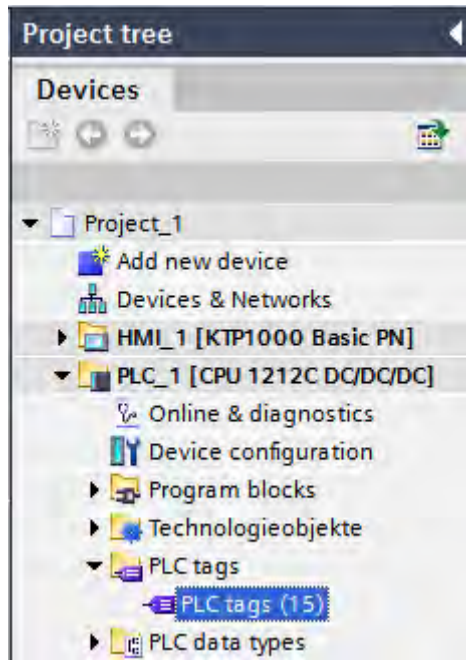 Project tree
Devices
Project_1
Add new device
Devices & Networks
HMI_1 [KTP1000 Basic PN]
PLC_1 [CPU 1212C DC/DC/DC]
Online & diagnostics
Device configuration
Program blocks
Technologieobjekte
PLC tags
PLC tags (15)
PLC data types